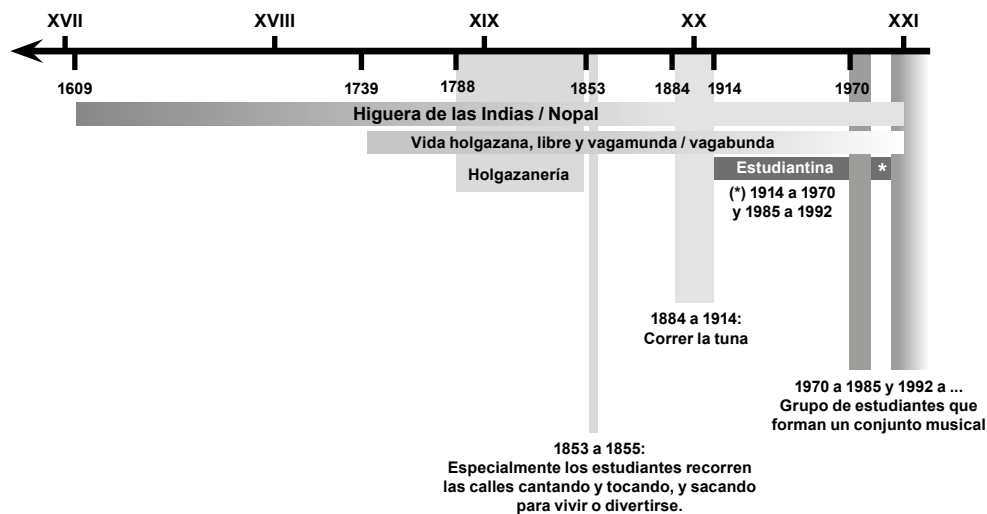 XVII XVIII XIX XX XXI
1609 1739 1788 1853 1884 1914 1970
Higuera de las Indias / Nopal
Vida holgazana, libre y vagamunda / vagabunda
Holgazanería
Estudiantina *
(*) 1914 a 1970
y 1985 a 1992
1884 a 1914:
Correr la tuna
1970 a 1985 y 1992 a ...
Grupo de estudiantes que
forman un conjunto musical
1853 a 1855:
Especialmente los estudiantes recorren
las calles cantando y tocando, y sacando
para vivir o divertirse.